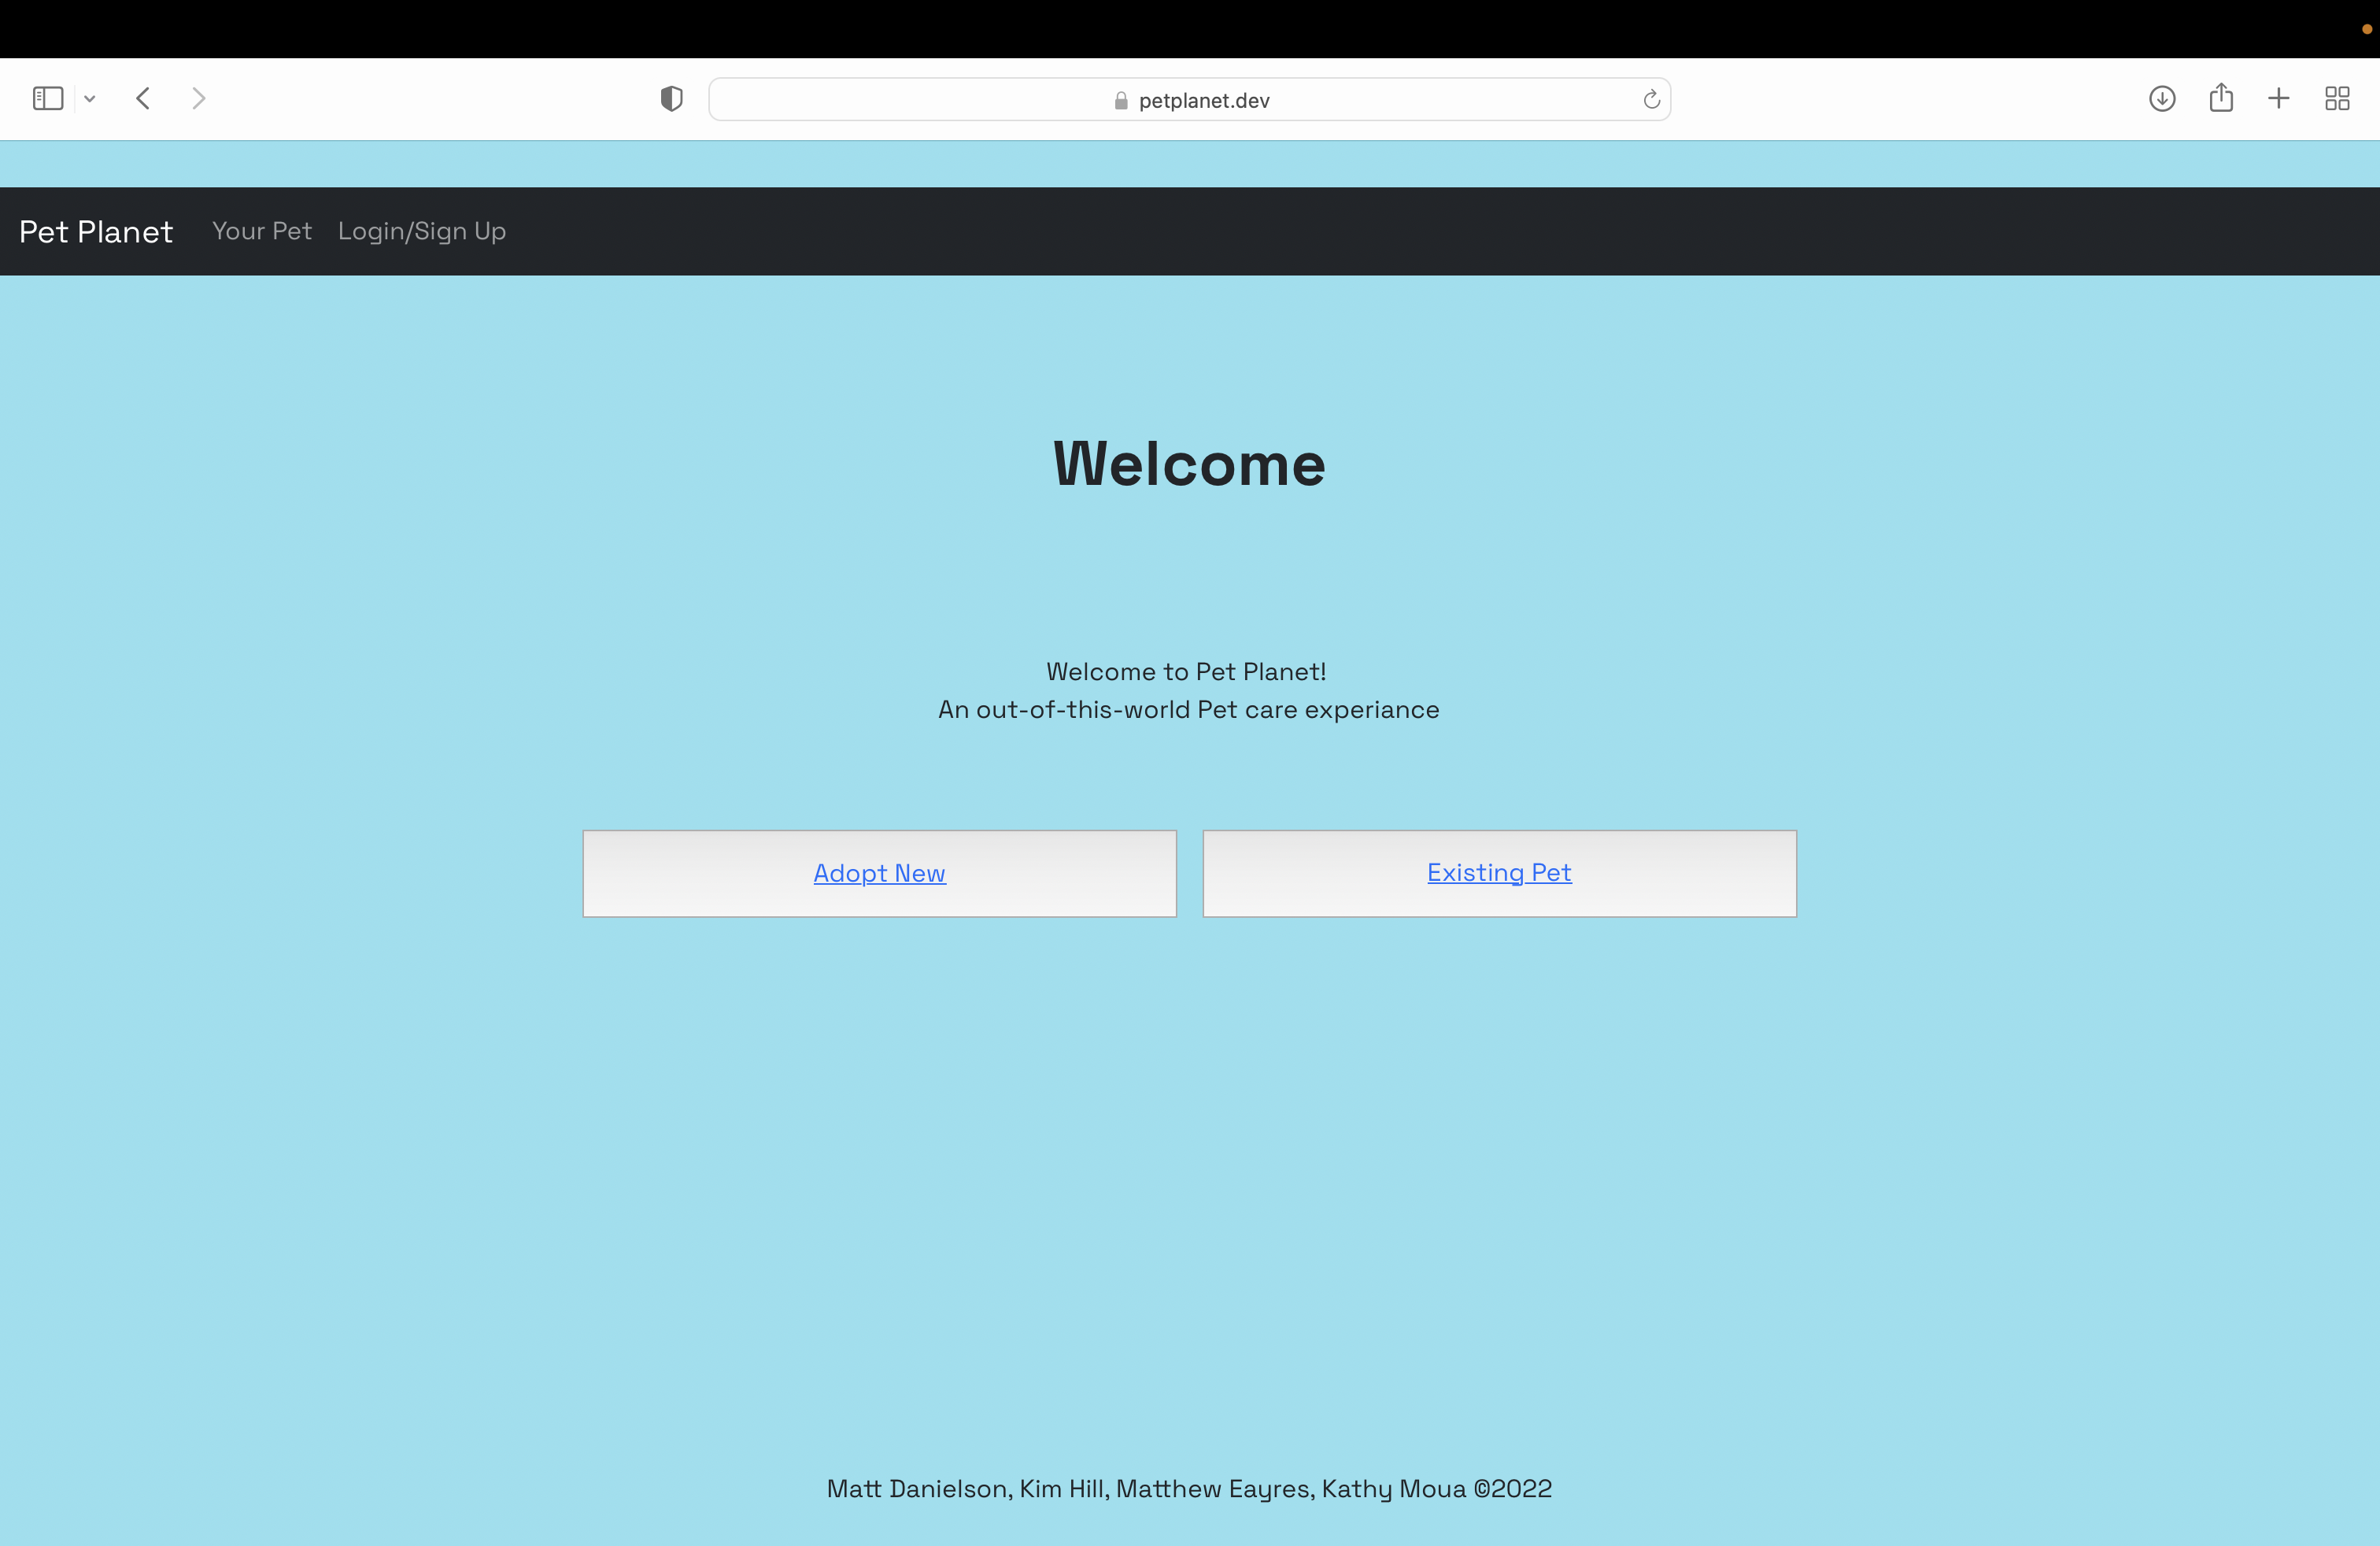 petplanet.dev
Pet Planet Your Pet Login/Sign Up
Welcome
Welcome to Pet Planet!
An out-of-this-world Pet care experiance
Adopt New Existing Pet
Matt Danielson, Kim Hill, Matthew Eayres, Kathy Moua ©2022